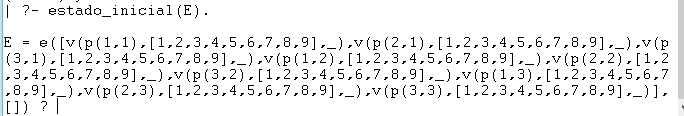 | ?- estado_inicial(E).
E = e([v(p(1,1),[1,2,3,4,5,6,7,8,9],_),v(p(2,1),[1,2,3,4,5,6,7,8,9],_),v(p
(3,1),[1,2,3,4,5,6,7,8,9],_),v(p(1,2),[1,2,3,4,5,6,7,8,9],_),v(p(2,2),[1,2
,3,4,5,6,7,8,9],_),v(p(3,2),[1,2,3,4,5,6,7,8,9],_),v(p(1,3),[1,2,3,4,5,6,7
,8,9],_),v(p(2,3),[1,2,3,4,5,6,7,8,9],_),v(p(3,3),[1,2,3,4,5,6,7,8,9],_)],
[]) ?